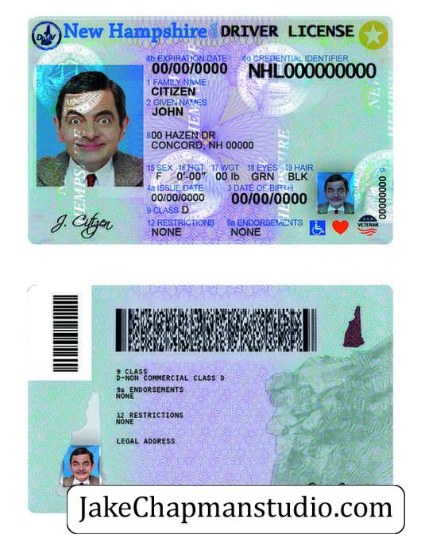 New Hampshire DRIVER LICENSE
4b EXPIRATION DATE
00/00/0000
4d CREDENTIAL IDENTIFIER
NHL000000000
1 FAMILY NAME
CITIZEN
2 GIVEN NAMES
JOHN
800 HAZEN DR
CONCORD, NH 00000
15 SEX 16 HGT 17 WGT 18 EYES 19 HAIR
F 0'-00" 00 lb GRN BLK
4a ISSUE DATE
00/00/0000
3 DATE OF BIRTH
00/00/0000
9 CLASS D
12 RESTRICTIONS
NONE
9a ENDORSEMENTS
NONE
J. Citizen
VETERAN
00000000
9 CLASS
D-NON COMMERCIAL CLASS D
9a ENDORSEMENTS
NONE
12 RESTRICTIONS
NONE
LEGAL ADDRESS
JakeChapmanstudio.com